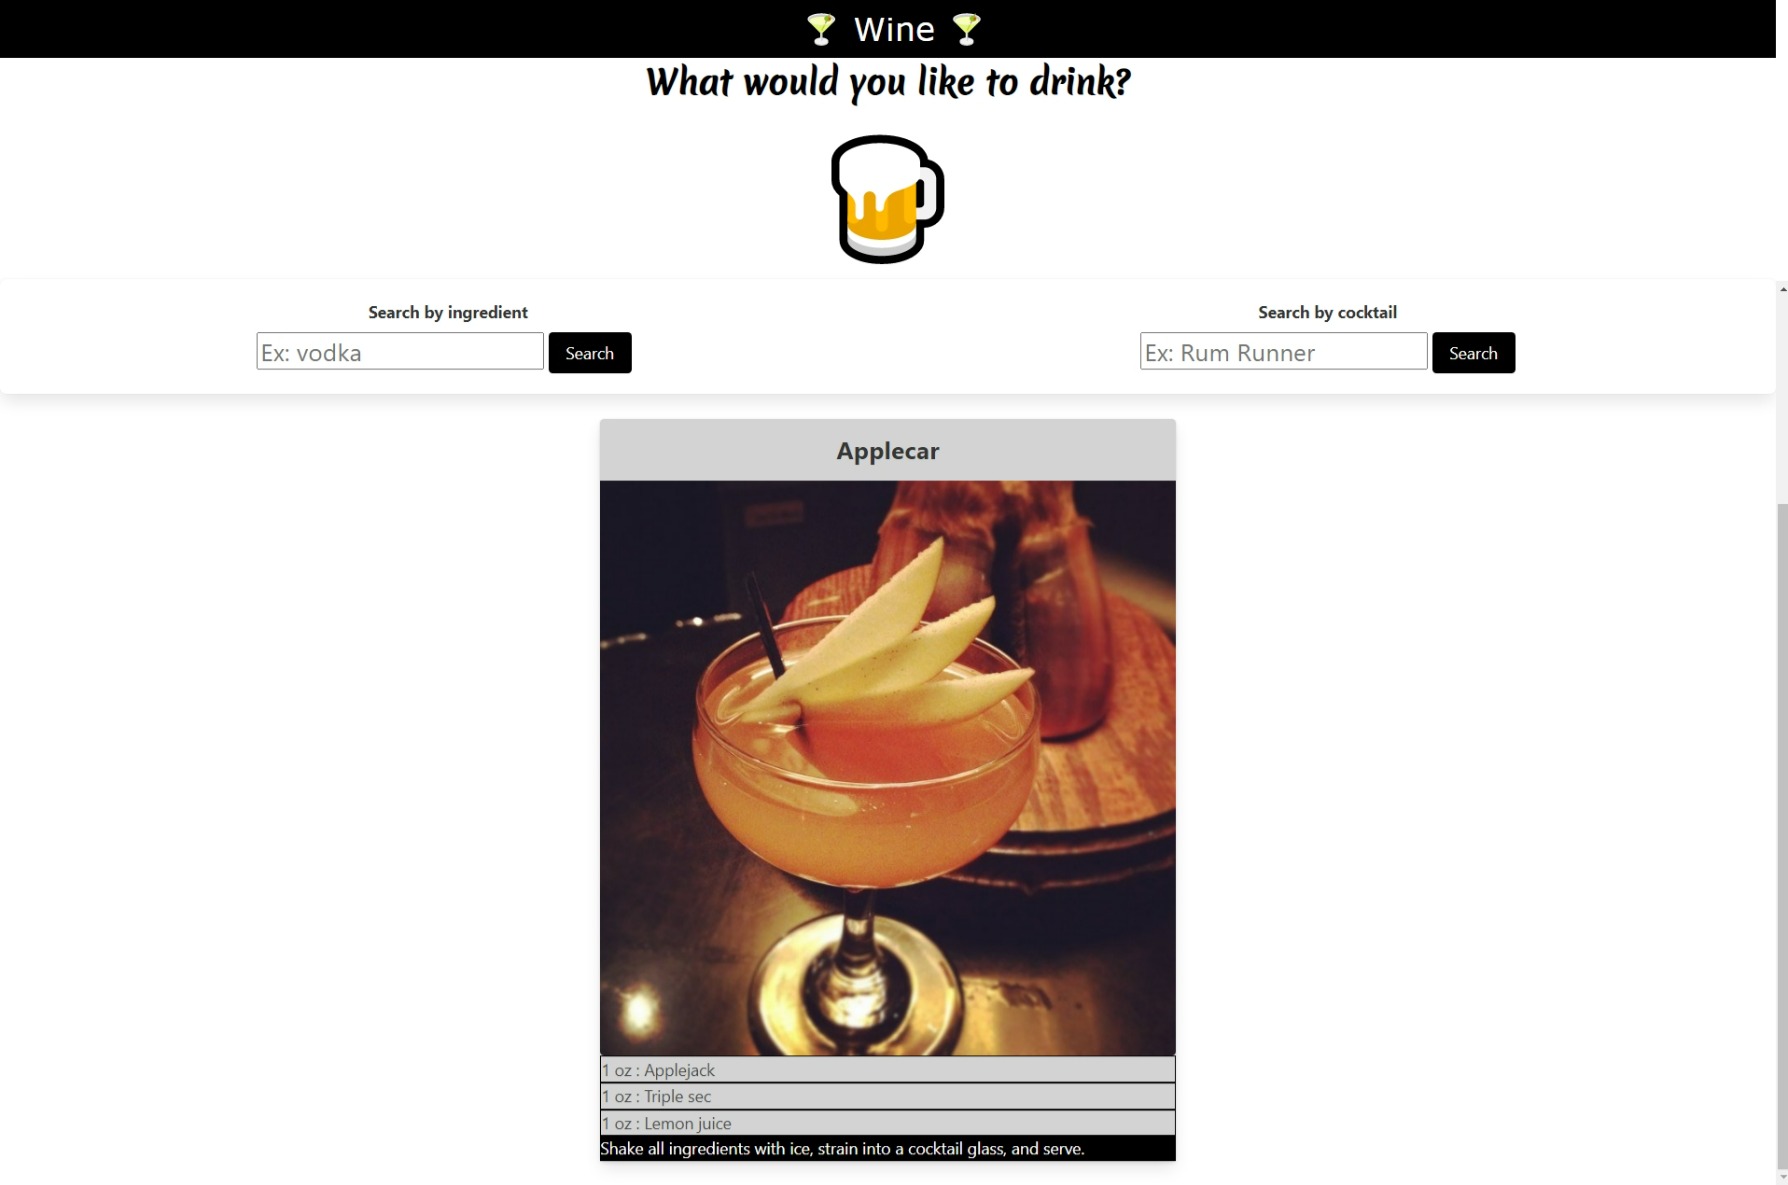 Wine
What would you like to drink?
Search by ingredient
Ex: vodka Search
Search by cocktail
Ex: Rum Runner Search
Applecar
1 oz : Applejack
1 oz : Triple sec
1 oz : Lemon juice
Shake all ingredients with ice, strain into a cocktail glass, and serve.